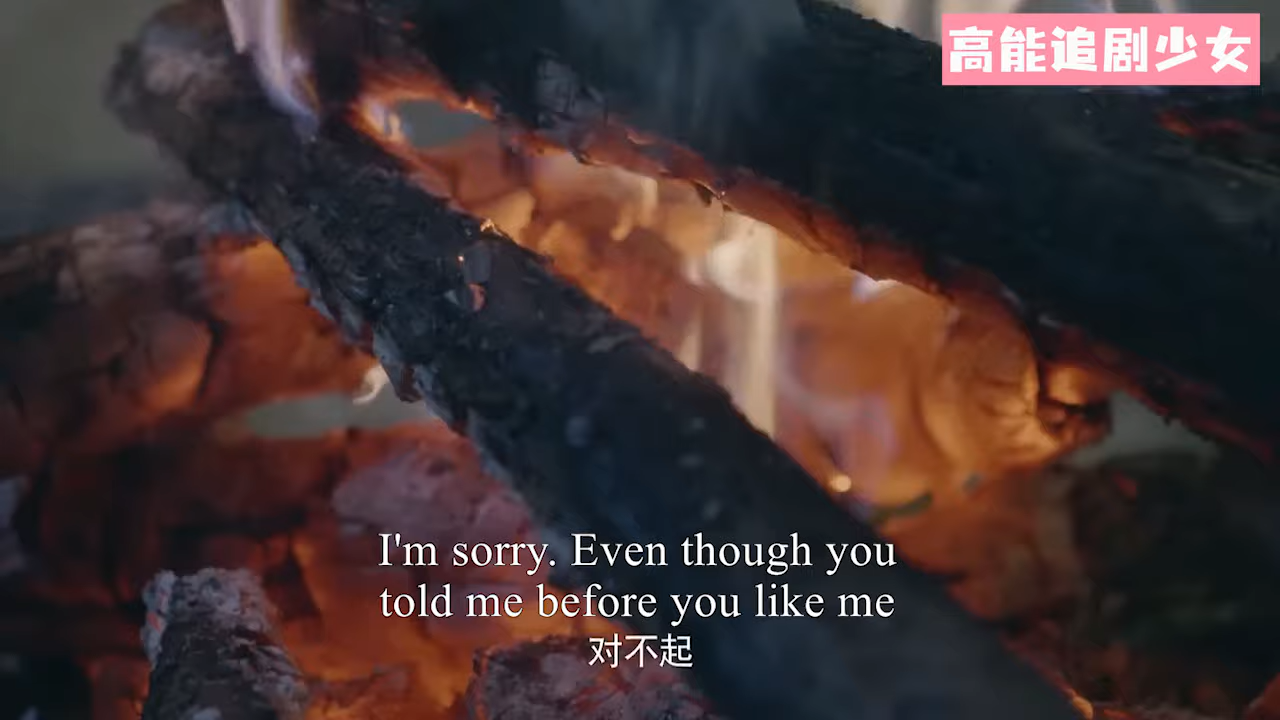 高能追剧少女
I'm sorry. Even though you
told me before you like me
对不起